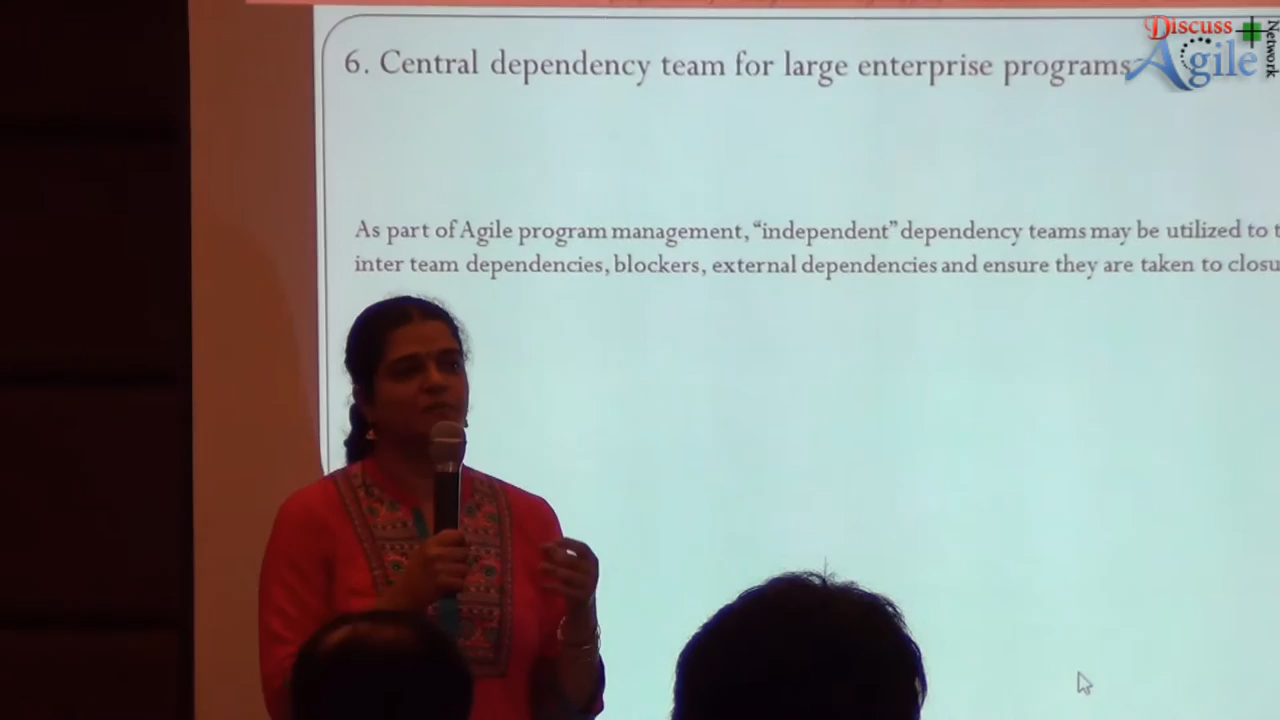 6. Central dependency team for large enterprise programs
Discuss
Agile
Network
As part of Agile program management, “independent” dependency teams may be utilized to
inter team dependencies, blockers, external dependencies and ensure they are taken to